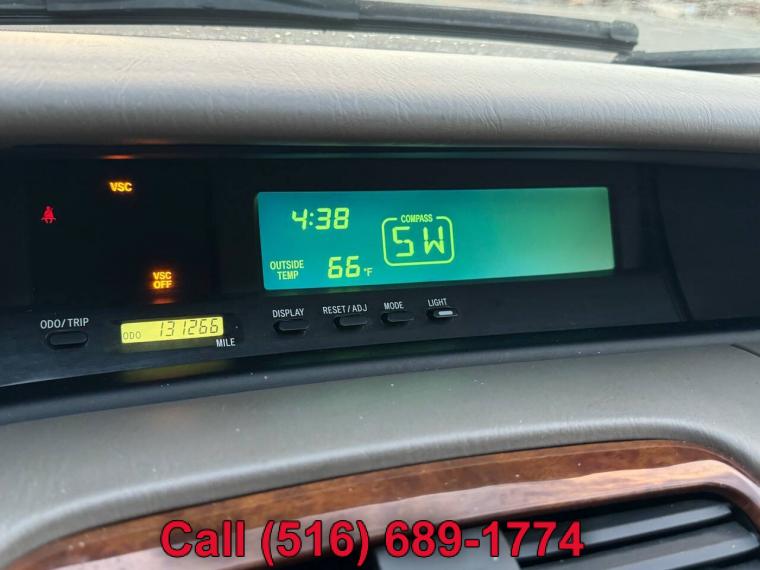 VSC
4:38
COMPASS
SW
OUTSIDE TEMP
66°F
VSC OFF
ODO/TRIP
ODO 131266
MILE
DISPLAY
RESET/ADJ
MODE
LIGHT
Call (516) 689-1774